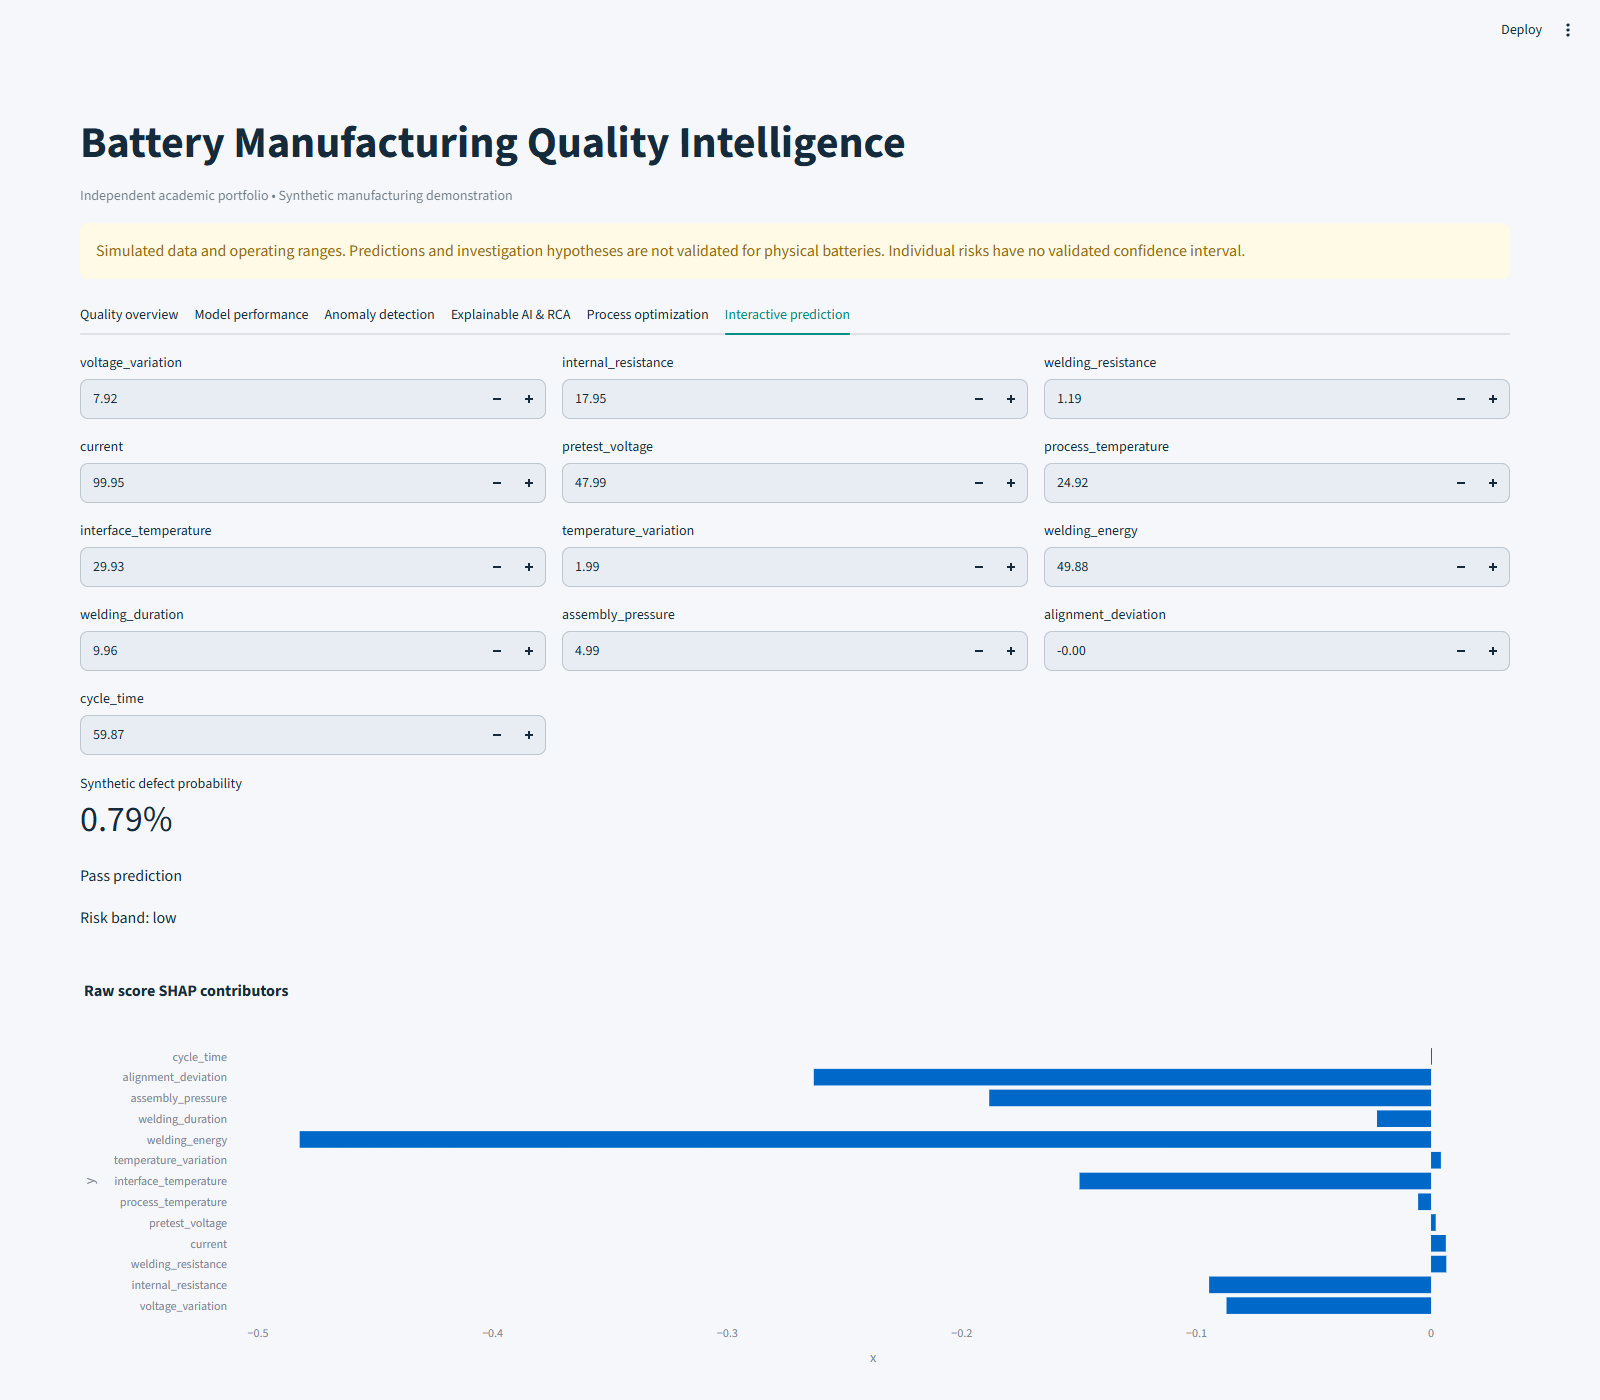 Deploy
Battery Manufacturing Quality Intelligence
Independent academic portfolio • Synthetic manufacturing demonstration
Simulated data and operating ranges. Predictions and investigation hypotheses are not validated for physical batteries. Individual risks have no validated confidence interval.
Quality overview Model performance Anomaly detection Explainable AI & RCA Process optimization Interactive prediction
voltage_variation internal_resistance welding_resistance
7.92 − + 17.95 − + 1.19 − +
current pretest_voltage process_temperature
99.95 − + 47.99 − + 24.92 − +
interface_temperature temperature_variation welding_energy
29.93 − + 1.99 − + 49.88 − +
welding_duration assembly_pressure alignment_deviation
9.96 − + 4.99 − + -0.00 − +
cycle_time
59.87 − +
Synthetic defect probability
0.79%
Pass prediction
Risk band: low
Raw score SHAP contributors
cycle_time
alignment_deviation
assembly_pressure
welding_duration
welding_energy
temperature_variation
y interface_temperature
process_temperature
pretest_voltage
current
welding_resistance
internal_resistance
voltage_variation
−0.5 −0.4 −0.3 −0.2 −0.1 0
x